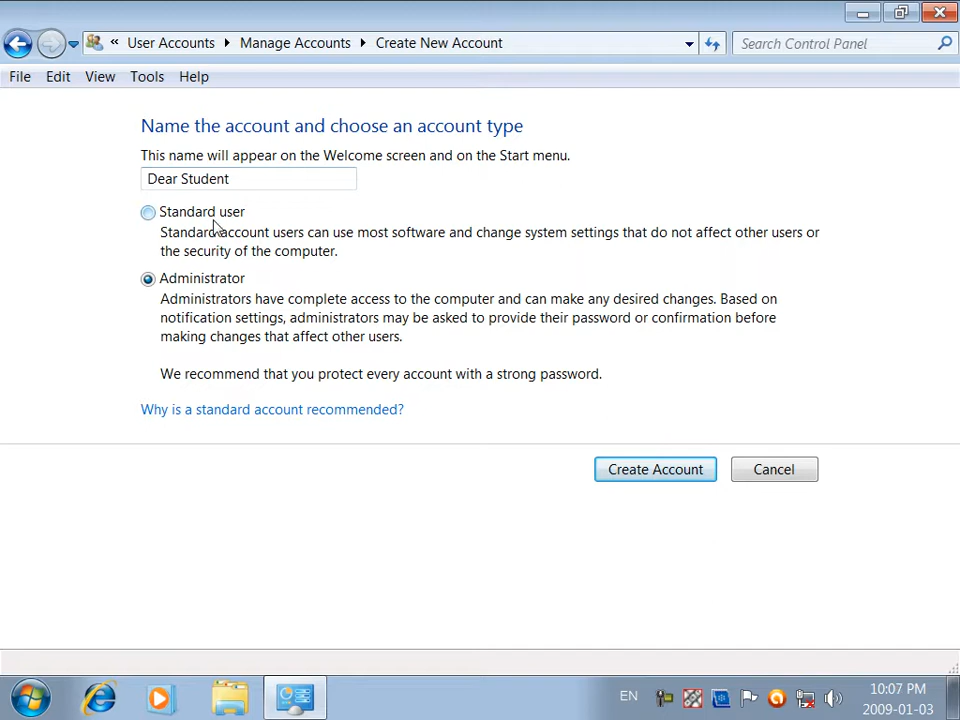 « User Accounts Manage Accounts Create New Account
Search Control Panel
File Edit View Tools Help
Name the account and choose an account type
This name will appear on the Welcome screen and on the Start menu.
Dear Student
Standard user
Standard account users can use most software and change system settings that do not affect other users or
the security of the computer.
Administrator
Administrators have complete access to the computer and can make any desired changes. Based on
notification settings, administrators may be asked to provide their password or confirmation before
making changes that affect other users.
We recommend that you protect every account with a strong password.
Why is a standard account recommended?
Create Account
Cancel
EN
10:07 PM
2009-01-03